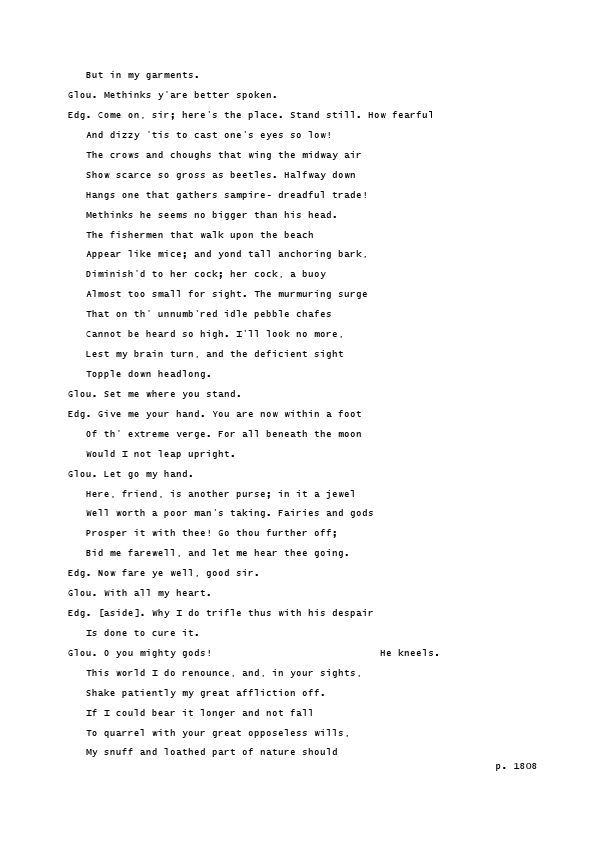 But in my garments.
Glou. Methinks y'are better spoken.
Edg. Come on, sir; here's the place. Stand still. How fearful
And dizzy 'tis to cast one's eyes so low!
The crows and choughs that wing the midway air
Show scarce so gross as beetles. Halfway down
Hangs one that gathers sampire- dreadful trade!
Methinks he seems no bigger than his head.
The fishermen that walk upon the beach
Appear like mice; and yond tall anchoring bark,
Diminish'd to her cock; her cock, a buoy
Almost too small for sight. The murmuring surge
That on th' unnumb'red idle pebble chafes
Cannot be heard so high. I'll look no more,
Lest my brain turn, and the deficient sight
Topple down headlong.
Glou. Set me where you stand.
Edg. Give me your hand. You are now within a foot
Of th' extreme verge. For all beneath the moon
Would I not leap upright.
Glou. Let go my hand.
Here, friend, is another purse; in it a jewel
Well worth a poor man's taking. Fairies and gods
Prosper it with thee! Go thou further off;
Bid me farewell, and let me hear thee going.
Edg. Now fare ye well, good sir.
Glou. With all my heart.
Edg. [aside]. Why I do trifle thus with his despair
Is done to cure it.
Glou. O you mighty gods! He kneels.
This world I do renounce, and, in your sights,
Shake patiently my great affliction off.
If I could bear it longer and not fall
To quarrel with your great opposeless wills,
My snuff and loathed part of nature should
p. 1808